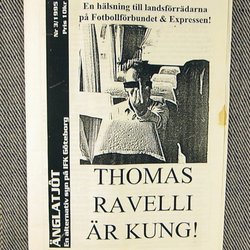 En hälsning till landsförrädarna
på Fotbollförbundet & Expressen!
THOMAS
RAVELLI
ÄR KUNG!
ÄNGLATJÖT
En alternativ syn på IFK Göteborg
Nr 3/1995
Pris 10kr